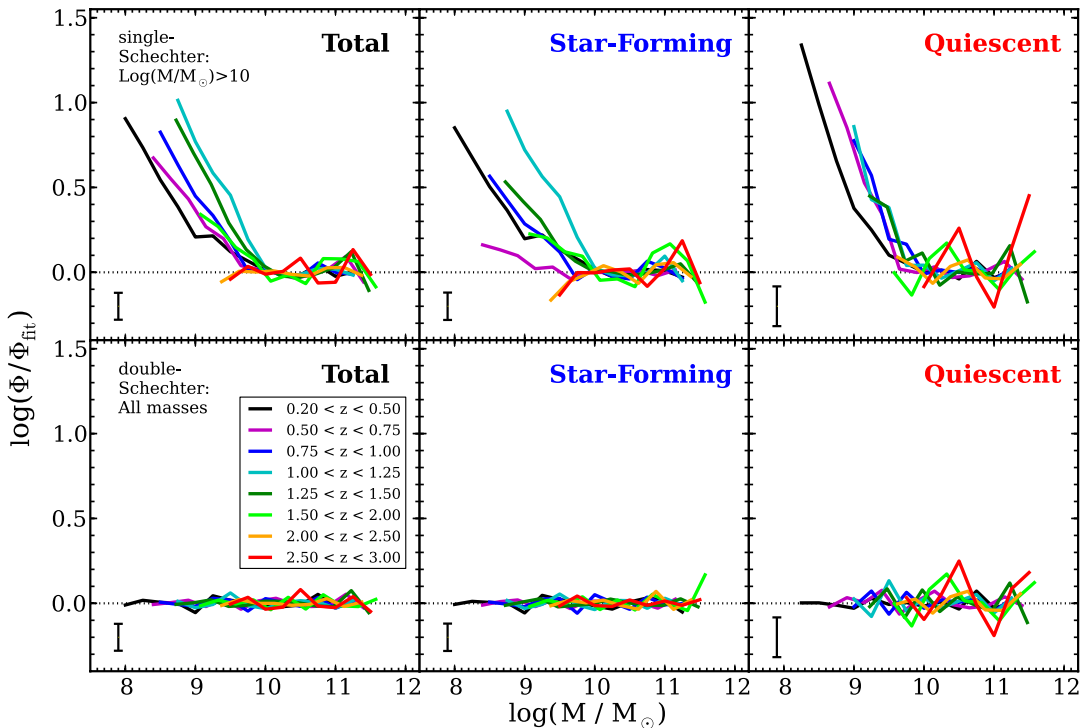 single-
Schechter:
Log(M/M⊙)>10
Total
Star-Forming
Quiescent
1.5
1.0
0.5
0.0
double-
Schechter:
All masses
Total
Star-Forming
Quiescent
0.20 < z < 0.50
0.50 < z < 0.75
0.75 < z < 1.00
1.00 < z < 1.25
1.25 < z < 1.50
1.50 < z < 2.00
2.00 < z < 2.50
2.50 < z < 3.00
1.5
1.0
0.5
0.0
log(Φ/Φfit)
8 9 10 11 12 8 9 10 11 12 8 9 10 11 12
log(M / M⊙)